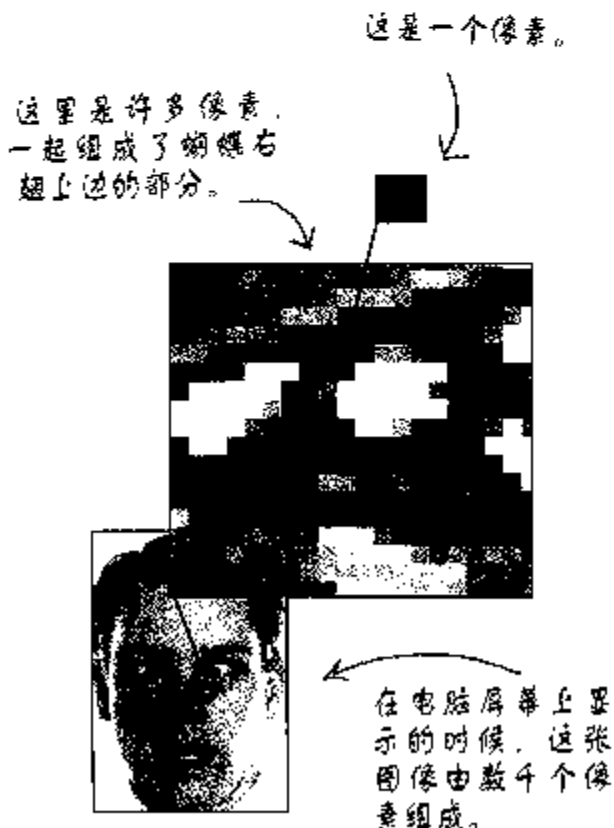 这是一个像素。
这里是许多像素，
一起组成了蝴蝶右
翅上边的部分。
在电脑屏幕上显
示的时候，这张
图像由数千个像
素组成。